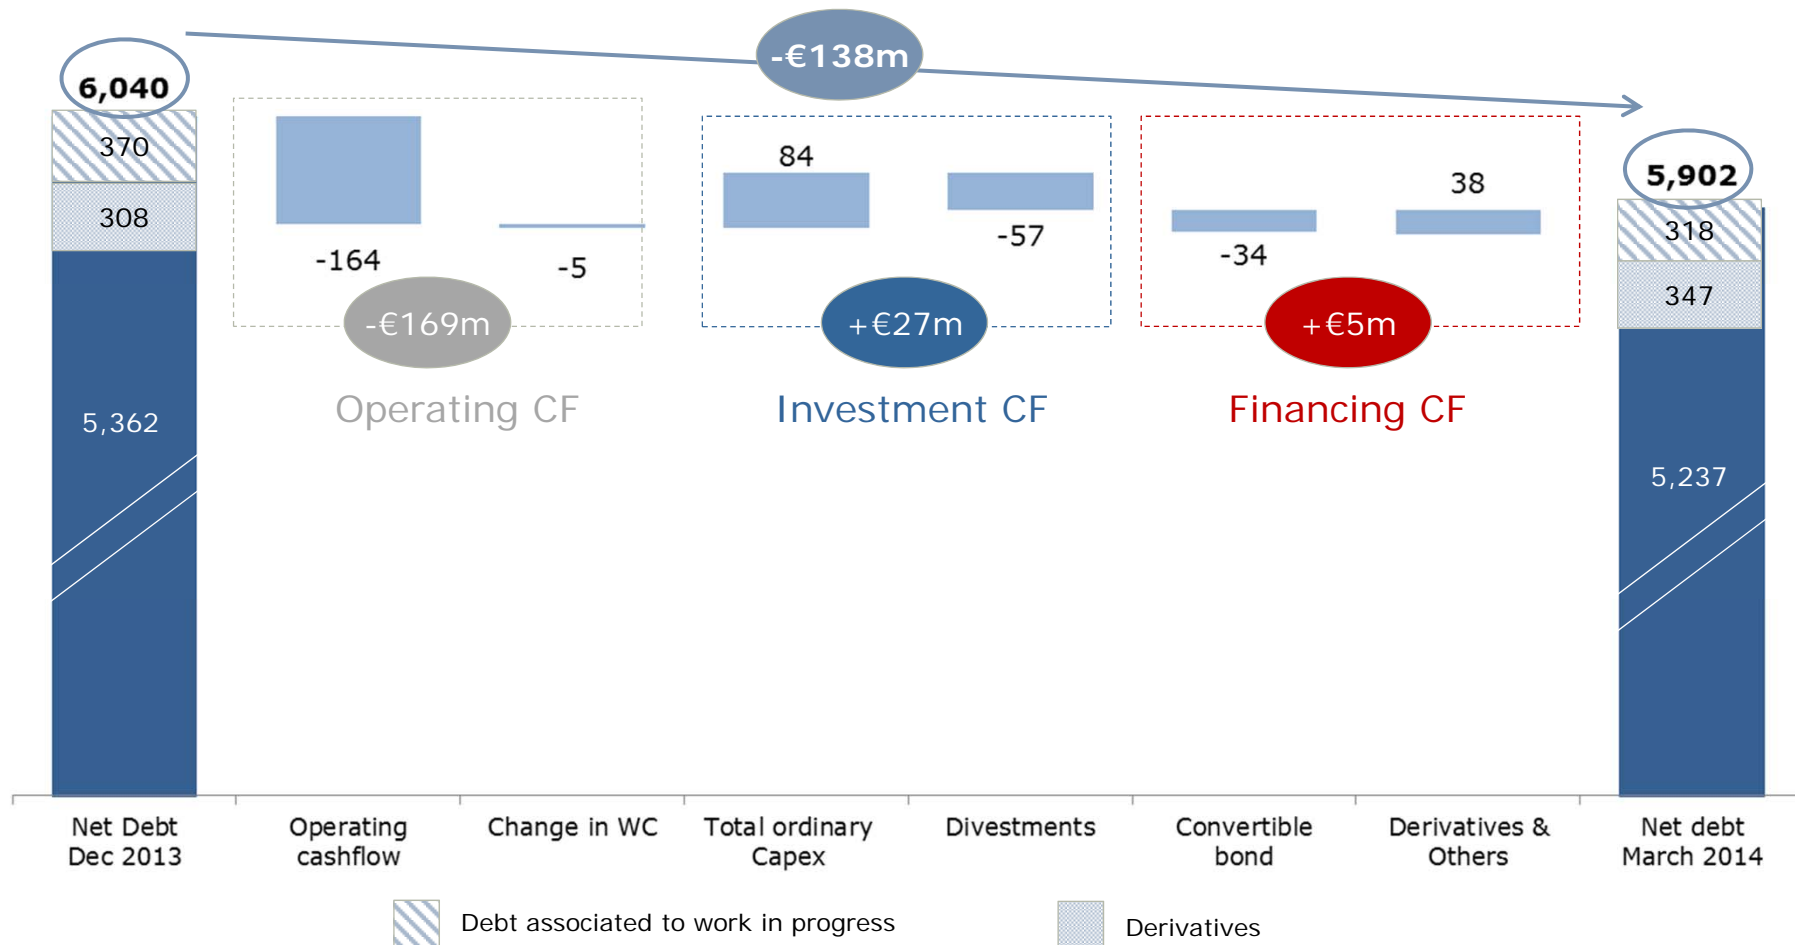 -€138m
6,040
370
308
5,362
-164
-5
-€169m
Operating CF
84
-57
+€27m
Investment CF
-34
38
+€5m
Financing CF
5,902
318
347
5,237
Net Debt
Dec 2013
Operating
cashflow
Change in WC
Total ordinary
Capex
Divestments
Convertible
bond
Derivatives &
Others
Net debt
March 2014
Debt associated to work in progress
Derivatives